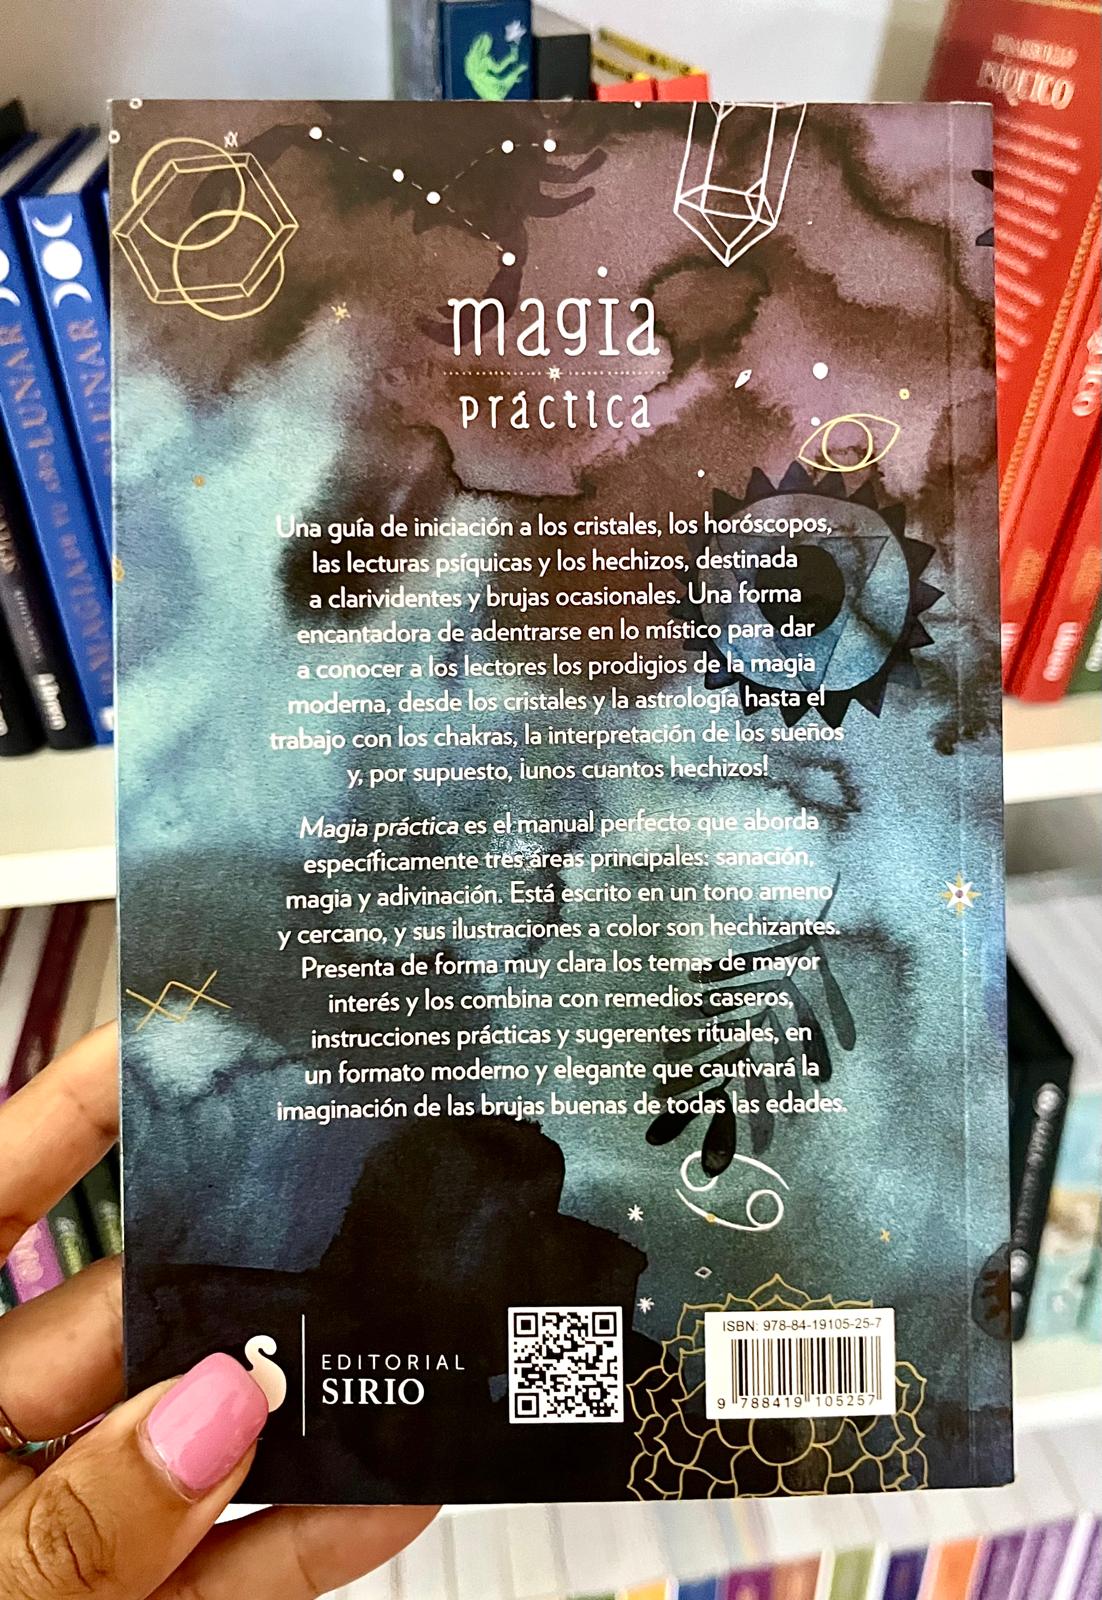 DESARROLLO
PSÍQUICO
magia
práctica
Una guía de iniciación a los cristales, los horóscopos,
las lecturas psíquicas y los hechizos, destinada
a clarividentes y brujas ocasionales. Una forma
encantadora de adentrarse en lo místico para dar
a conocer a los lectores los prodigios de la magia
moderna, desde los cristales y la astrología hasta el
trabajo con los chakras, la interpretación de los sueños
y, por supuesto, ¡unos cuantos hechizos!
Magia práctica es el manual perfecto que aborda
específicamente tres áreas principales: sanación,
magia y adivinación. Está escrito en un tono ameno
y cercano, y sus ilustraciones a color son hechizantes.
Presenta de forma muy clara los temas de mayor
interés y los combina con remedios caseros,
instrucciones prácticas y sugerentes rituales, en
un formato moderno y elegante que cautivará la
imaginación de las brujas buenas de todas las edades.
EDITORIAL
SIRIO
ISBN: 978-84-19105-25-7
9 788419 105257
LUNAR